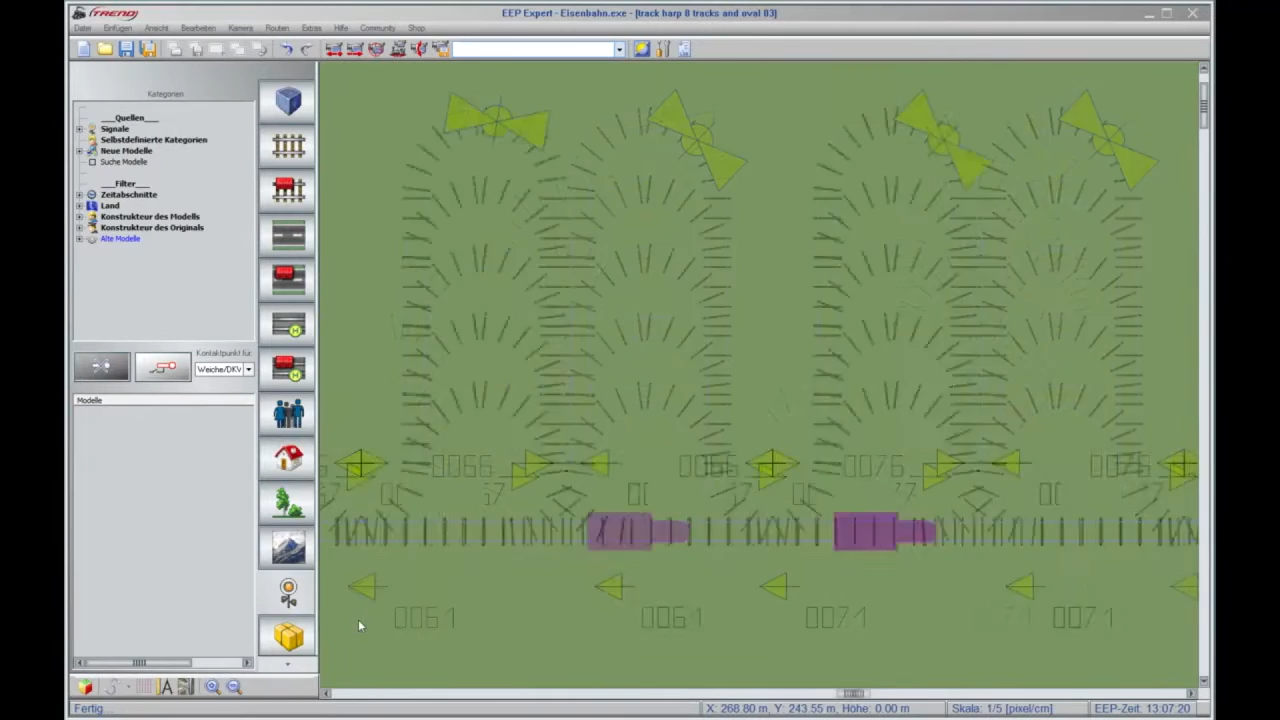 TREND
EEP Expert - Eisenbahn.exe - [track harp 8 tracks and oval 03]
Datei Einfügen Ansicht Bearbeiten Kamera Routen Extras Hilfe Community Shop
Kategorien
___Quellen___
Signale
Selbstdefinierte Kategorien
Neue Modelle
Suche Modelle
___Filter___
Zeitabschnitte
Land
Konstrukteur des Modells
Konstrukteur des Originals
Alte Modelle
Kontaktpunkt für:
Weiche/DKV
Modelle
0066 0066 0076 0076
0061 0061 0071 0071
Fertig...
X: 268.80 m, Y: 243.55 m, Höhe: 0.00 m
Skala: 1/5 [pixel/cm]
EEP-Zeit: 13:07:20